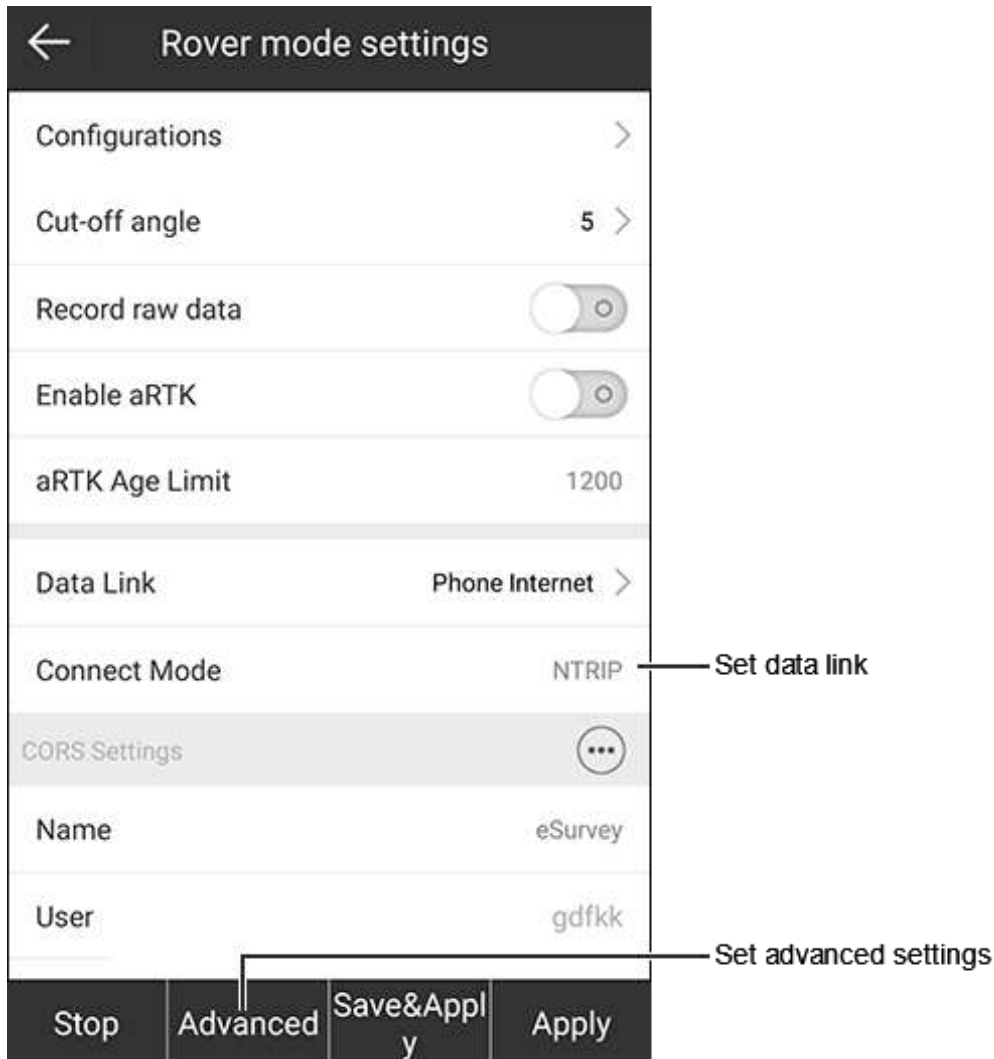 Rover mode settings
Configurations
Cut-off angle 5
Record raw data
Enable aRTK
aRTK Age Limit 1200
Data Link Phone Internet
Connect Mode NTRIP
Set data link
CORS Settings
Name eSurvey
User gdfkk
Set advanced settings
Stop Advanced Save&Appl
y Apply